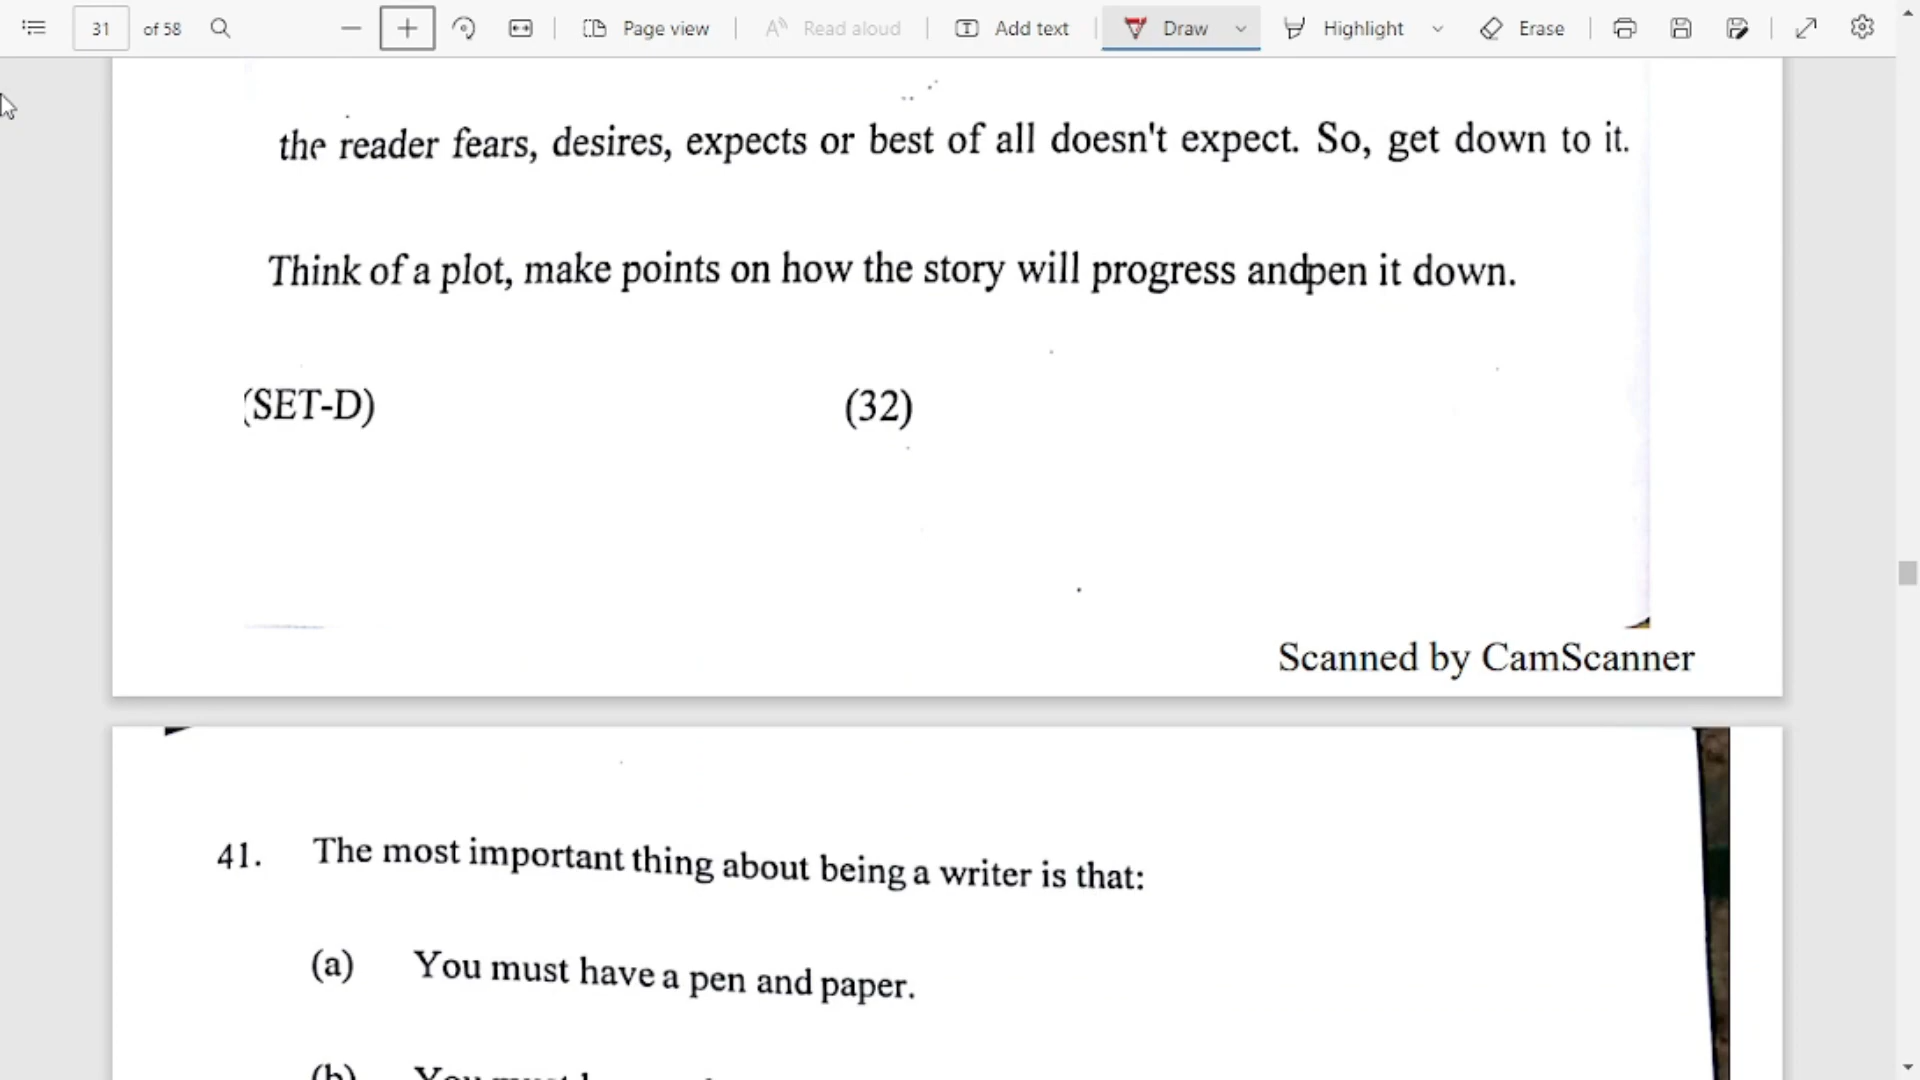 31 of 58 Page view Read aloud Add text Draw Highlight Erase
the reader fears, desires, expects or best of all doesn't expect. So, get down to it.
Think of a plot, make points on how the story will progress andpen it down.
(SET-D) (32)
Scanned by CamScanner
41. The most important thing about being a writer is that:
(a) You must have a pen and paper.
(b) You must